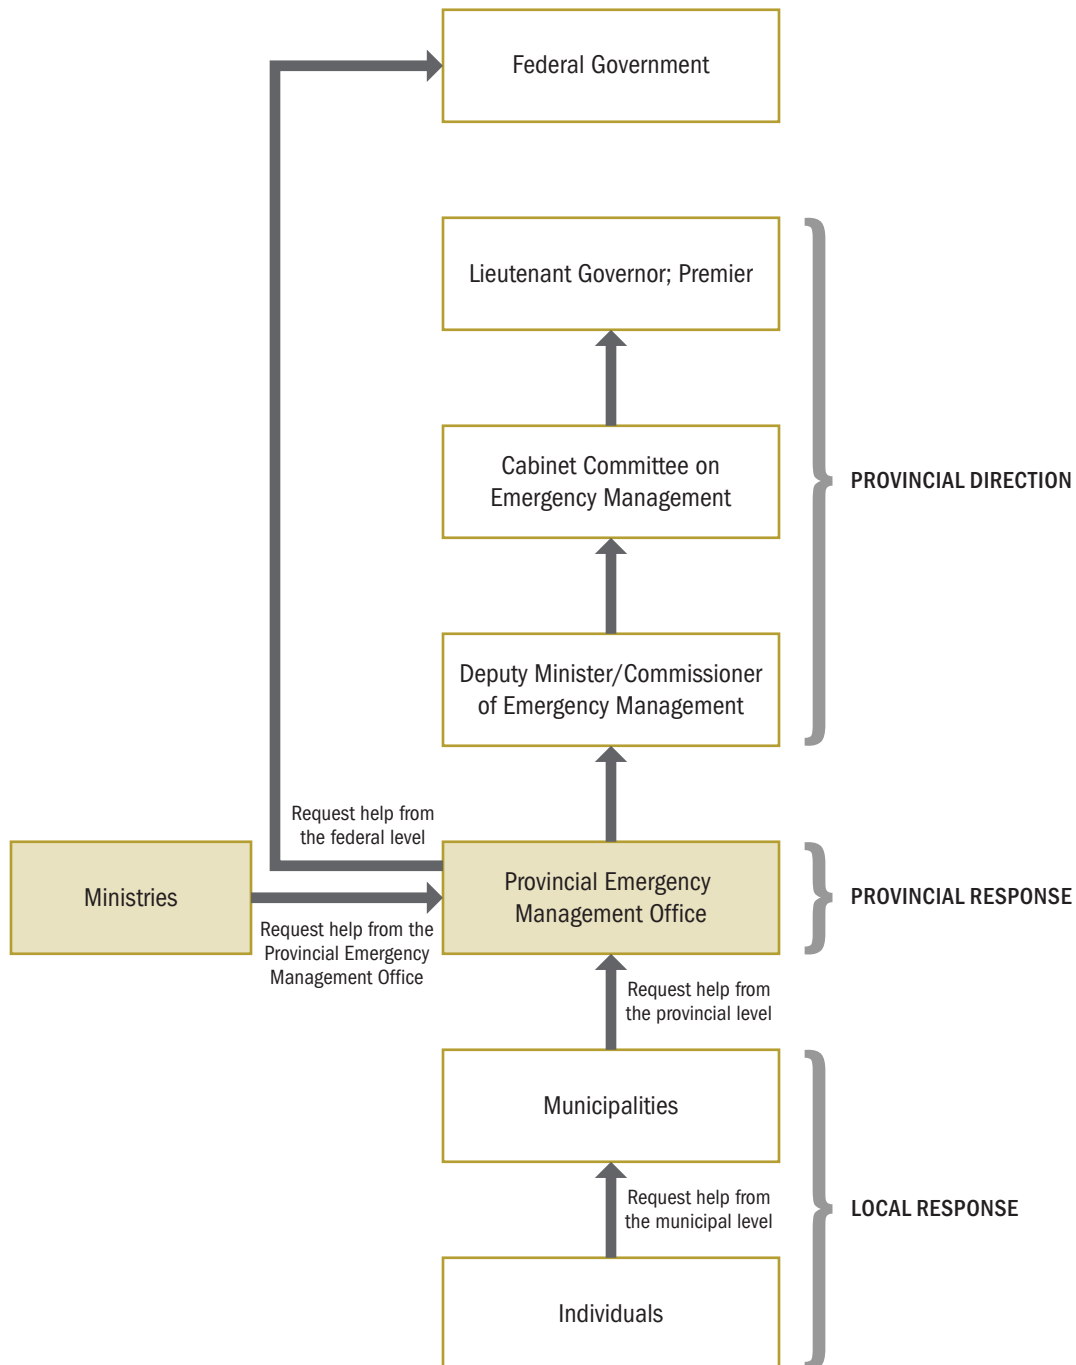 Federal Government
Lieutenant Governor; Premier
Cabinet Committee on
Emergency Management
PROVINCIAL DIRECTION
Deputy Minister/Commissioner
of Emergency Management
Request help from
the federal level
Ministries
Provincial Emergency
Management Office
PROVINCIAL RESPONSE
Request help from the
Provincial Emergency
Management Office
Request help from
the provincial level
Municipalities
Request help from
the municipal level
LOCAL RESPONSE
Individuals